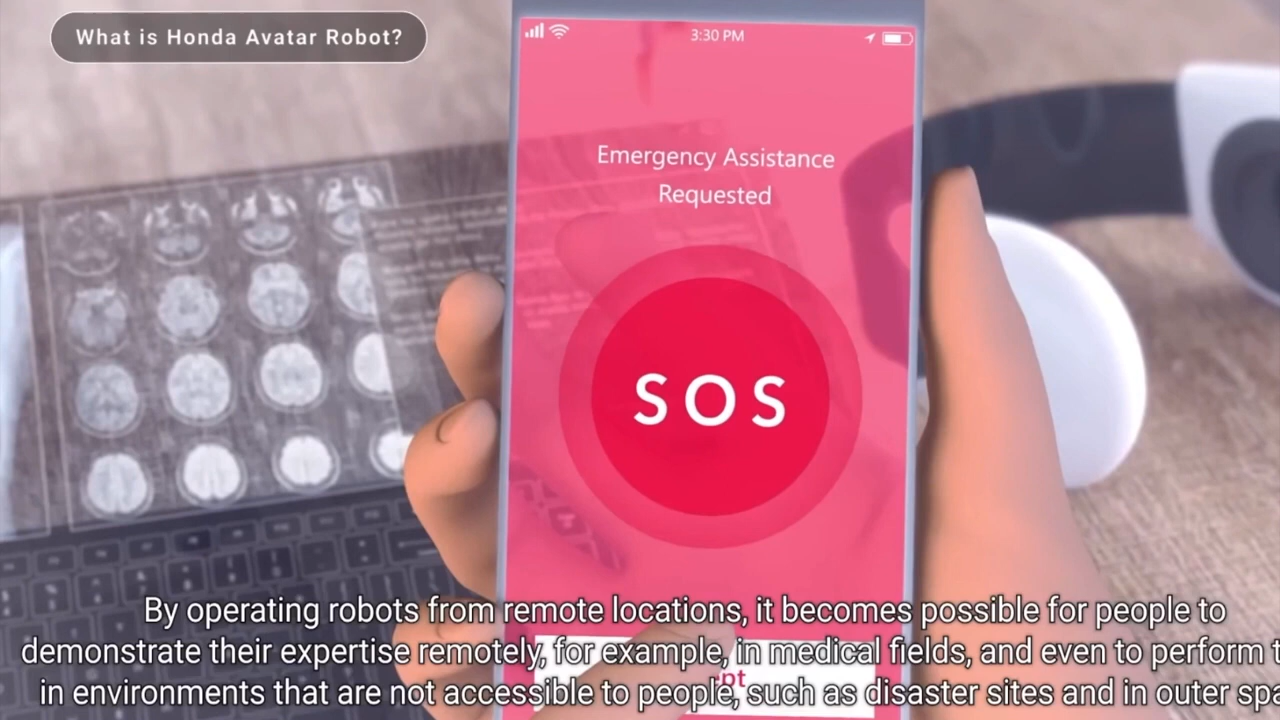 What is Honda Avatar Robot?
3:30 PM
Emergency Assistance
Requested
SOS
By operating robots from remote locations, it becomes possible for people to
demonstrate their expertise remotely, for example, in medical fields, and even to perform t
in environments that are not accessible to people, such as disaster sites and in outer spa
pt